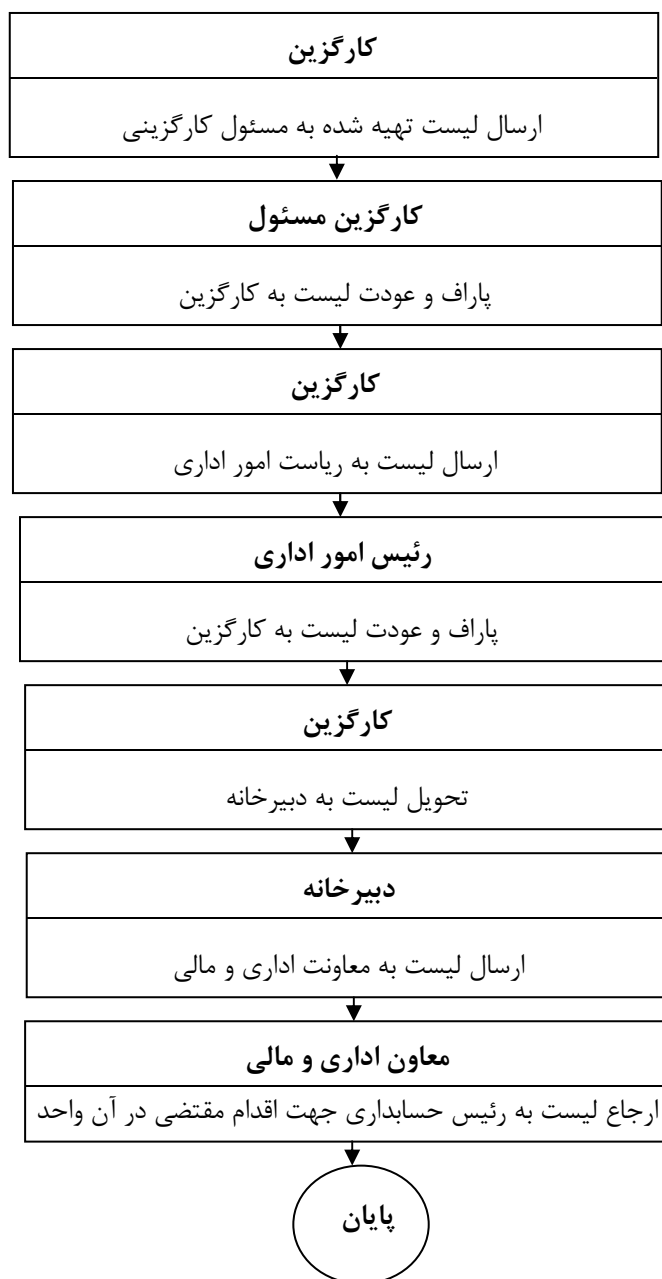 کارگزین
ارسال لیست تهیه شده به مسئول کارگزینی
کارگزین مسئول
پاراف و عودت لیست به کارگزین
کارگزین
ارسال لیست به ریاست امور اداری
رئیس امور اداری
پاراف و عودت لیست به کارگزین
کارگزین
تحویل لیست به دبیرخانه
دبیرخانه
ارسال لیست به معاونت اداری و مالی
معاون اداری و مالی
ارجاع لیست به رئیس حسابداری جهت اقدام مقتضی در آن واحد
پایان